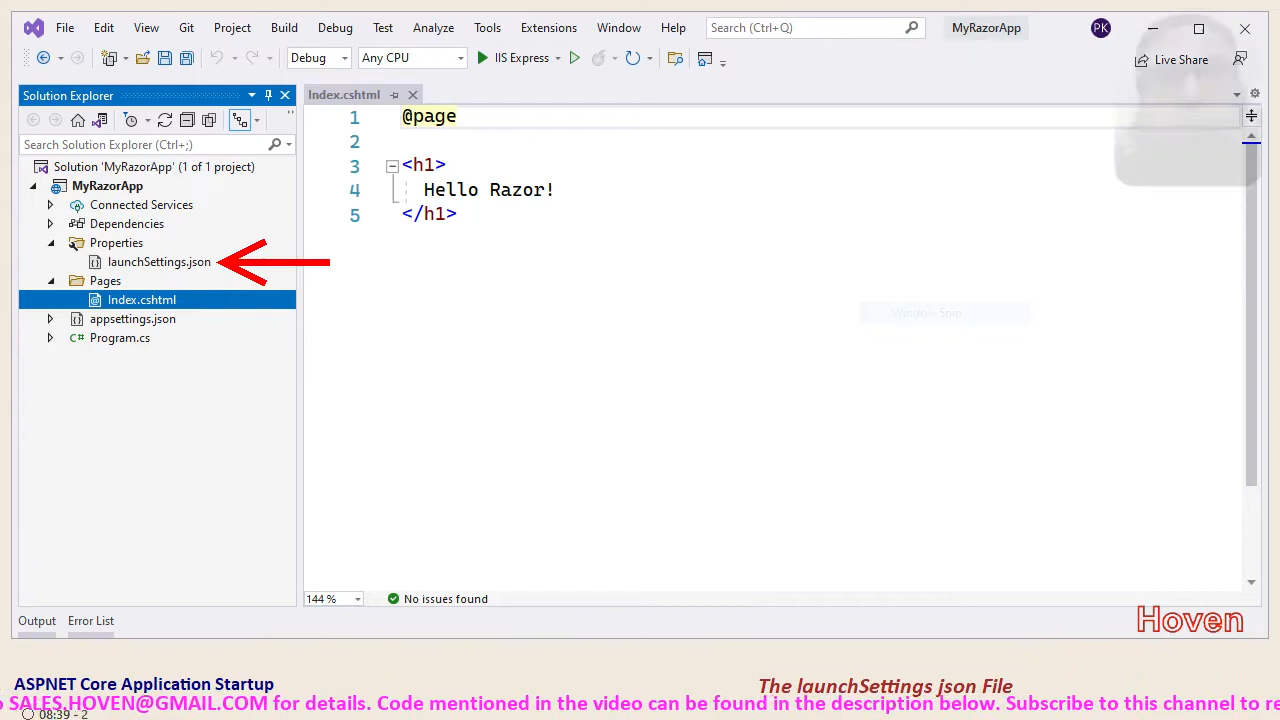 File Edit View Git Project Build Debug Test Analyze Tools Extensions Window Help Search (Ctrl+Q) MyRazorApp PK
Debug Any CPU IIS Express Live Share
Solution Explorer
Index.cshtml
Search Solution Explorer (Ctrl+;)
Solution 'MyRazorApp' (1 of 1 project)
MyRazorApp
Connected Services
Dependencies
Properties
launchSettings.json
Pages
Index.cshtml
appsettings.json
C# Program.cs
1 @page
2
3 <h1>
4 Hello Razor!
5 </h1>
Window Snip
144 % No issues found
Hoven
Output Error List
ASPNET Core Application Startup
The launchSettings json File
SALES.HOVEN@GMAIL.COM for details. Code mentioned in the video can be found in the description below. Subscribe to this channel to
08:39 - 2